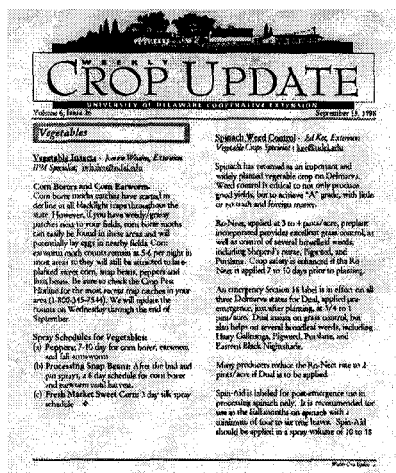 WEEKLY
CROP UPDATE
UNIVERSITY OF DELAWARE COOPERATIVE EXTENSION
Volume 6, Issue 26
September 13, 1998
Vegetables
Vegetable Insects - Joanne Whalen, Extension
IPM Specialist;
Corn Borers and Corn Earworm.
Corn borer moths catches have started to
decline in all blacklight traps throughout the
state. However, if you have weedy/grassy
patches next to your fields, corn borer moths
can easily be found in these areas and will
potentially lay eggs in nearby fields. Corn
earworm moth counts remain at 5-6 per night in
most areas so they will still be attracted to late
planted sweet corn, snap beans, peppers and
lima beans. Be sure to check the Crop Pest
Hotline for the most recent trap catches in your
area (1-800-345-7544). We will update the
counts on Wednesday through the end of
September.
Spray Schedules for Vegetables:
(a) Peppers: 7-10 day for corn borer, earworm
and fall armyworm
(b) Processing Snap Beans: After the bud and
pin sprays, a 6 day schedule for corn borer
and earworm until harvest.
(c) Fresh Market Sweet Corn: 3 day silk spray
schedule
Spinach Weed Control - Ed Kee, Extension
Vegetable Crops Specialist; kee@udel.edu
Spinach has returned as an important and
widely planted vegetable crop on Delmarva.
Weed control is critical to not only produce
good yields, but to achieve "A" grade, with little
or no trash and foreign matter.
Ro-Neet, applied at 3 to 4 pints/acre, preplant
incorporated provides excellent grass control, as
well as control of several broadleaf weeds,
including Shepherd's purse, Pigweed, and
Purslane. Crop safety is enhanced if the Ro-
Neet is applied 7 to 10 days prior to planting.
An emergency Section 18 label is in effect on all
three Delmarva states for Dual, applied pre-
emergence, just after planting, at 3/4 to 1
pint/acre. Dual assists on grass control, but
also helps on several broadleaf weeds, including
Hairy Galinsoga, Pigweed, Purslane, and
Eastern Black Nightshade.
Many producers reduce the Ro-Neet rate to 2
pints/acre if Dual is to be applied.
Spin-Aid is labeled for post-emergence use in
processing spinach only. It is recommended for
use in the fall months on spinach with a
minimum of four to six true leaves. Spin-Aid
should be applied in a spray volume of 10 to 15